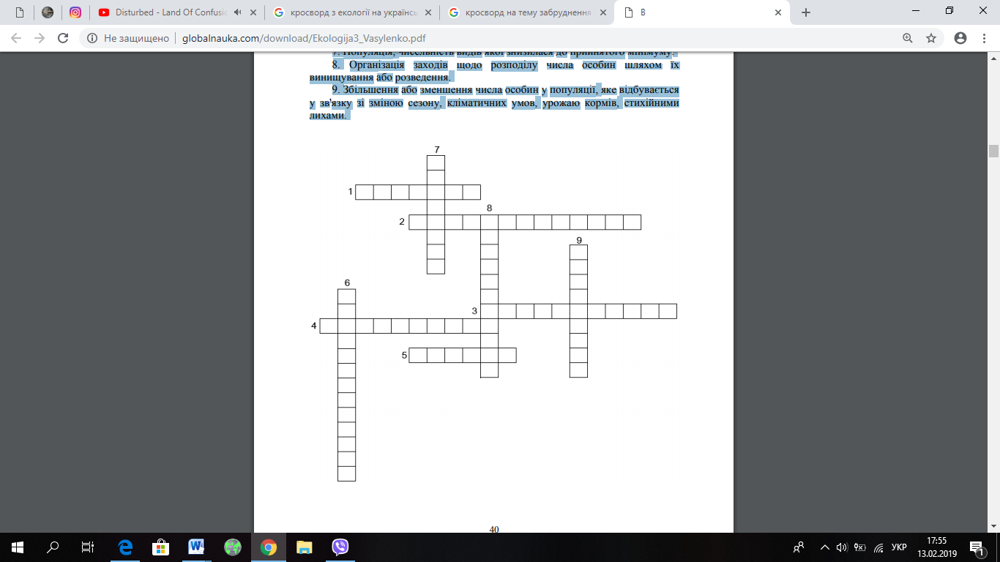 Disturbed - Land Of Confusi
кросворд з екології на українсь
кросворд на тему забруднення
В
Не защищено
globalnauka.com/download/Ekologija3_Vasylenko.pdf
7. Популяція, чисельність видів якої знизилася до прийнятого мінімуму.
8. Організація заходів щодо розподілу числа особин шляхом їх
винищування або розведення.
9. Збільшення або зменшення числа особин у популяції, яке відбувається
у зв'язку зі зміною сезону, кліматичних умов, урожаю кормів, стихійними
лихами.
7
1
8
2
9
6
3
4
5
40
УКР
17:55
13.02.2019
1